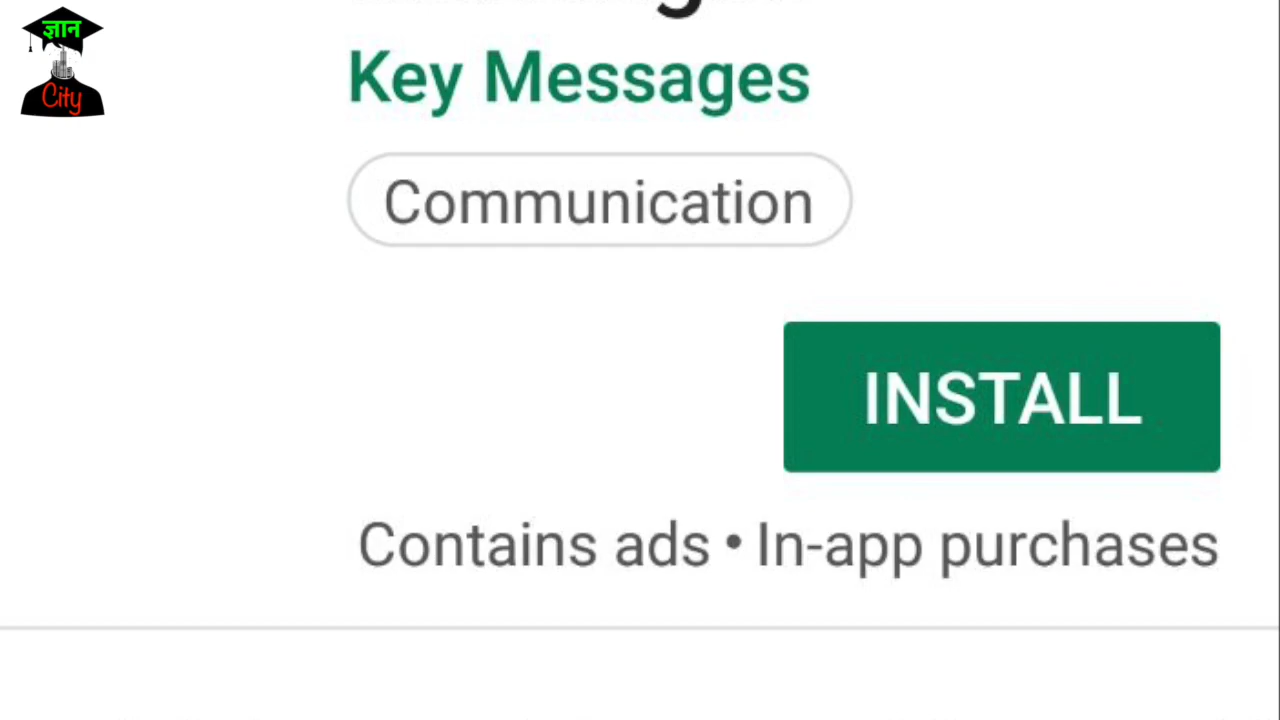 ज्ञान
City
Key Messages
Communication
INSTALL
Contains ads • In-app purchases